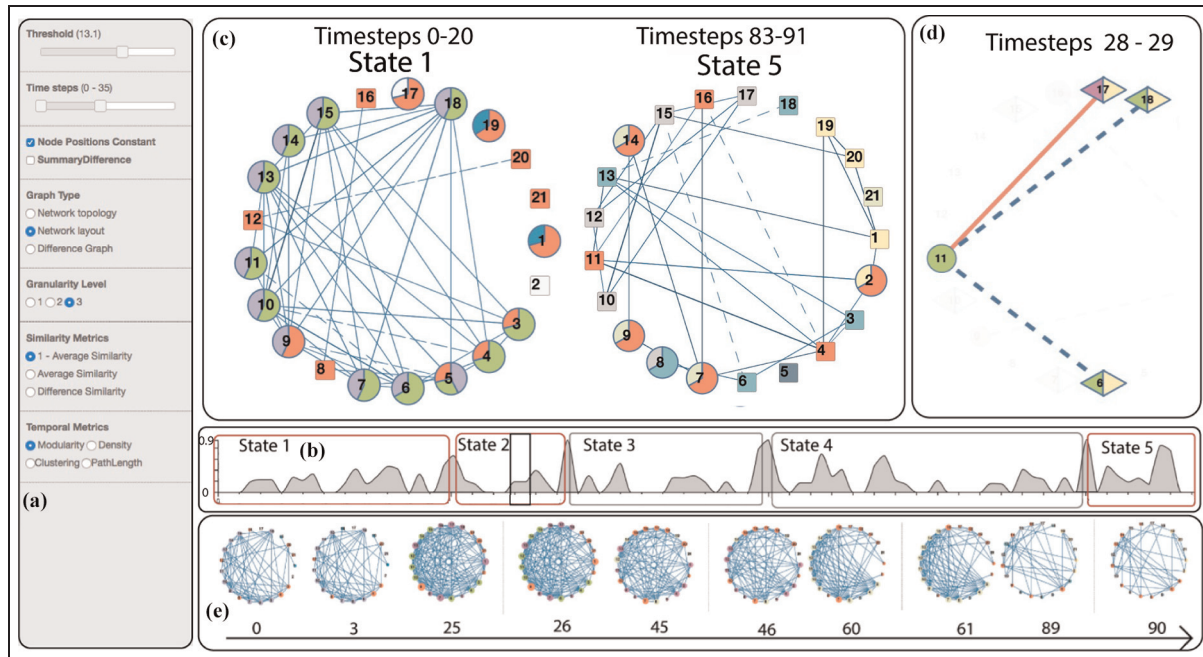 Threshold (13.1)
Time steps (0 - 35)
Node Positions Constant
SummaryDifference
Graph Type
Network topology
Network layout
Difference Graph
Granularity Level
1 2 3
Similarity Metrics
1 - Average Similarity
Average Similarity
Difference Similarity
Temporal Metrics
Modularity Density
Clustering PathLength
(a)
(c)
Timesteps 0-20
State 1
15
16
17
18
14
19
13
20
12
21
11
1
10
2
9
3
8
4
7
6
5
Timesteps 83-91
State 5
15
16
17
18
14
19
13
20
12
21
11
1
10
2
9
3
8
4
7
6
5
(d)
Timesteps 28 - 29
17
18
11
6
0.9
0
State 1
(b)
State 2
State 3
State 4
State 5
(e)
0 3 25 26 45 46 60 61 89 90